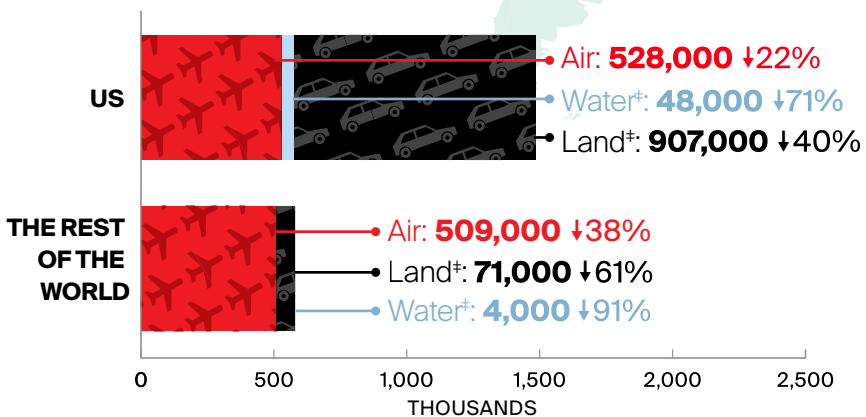 US
Air: 528,000 ↓22%
Water‡: 48,000 ↓71%
Land‡: 907,000 ↓40%
THE REST
OF THE
WORLD
Air: 509,000 ↓38%
Land‡: 71,000 ↓61%
Water‡: 4,000 ↓91%
0 500 1,000 1,500 2,000 2,500
THOUSANDS